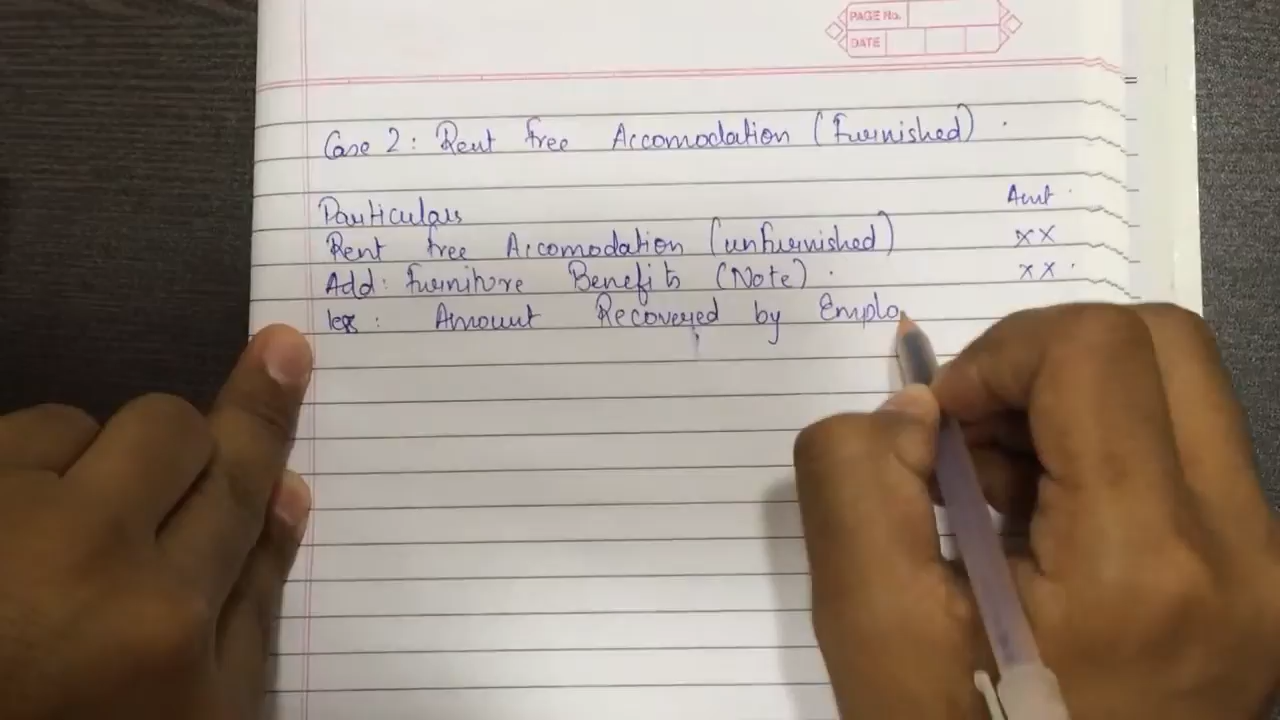 PAGE No.
DATE
Case 2: Rent free Accomodation (Furnished).
Particulars Amt.
Rent free Accomodation (unfurnished) xx
Add: Furniture Benefits (Note). xx.
less: Amount Recoveyed by Emplo